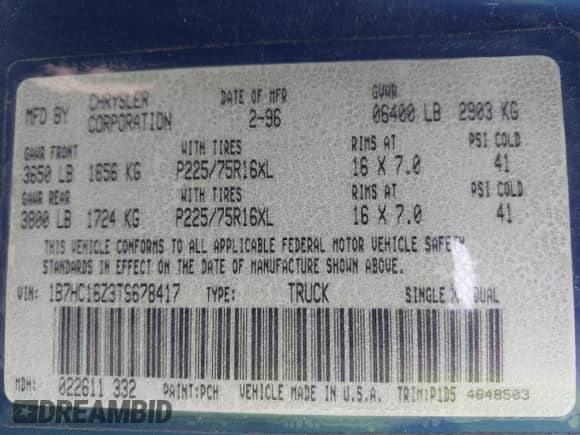 MFD BY CHRYSLER CORPORATION DATE OF MFR 2-96 GVWR 06400 LB 2903 KG
GAWR FRONT WITH TIRES RIMS AT PSI COLD
3650 LB 1656 KG P225/75R16XL 16 X 7.0 41
GAWR REAR WITH TIRES RIMS AT PSI COLD
3800 LB 1724 KG P225/75R16XL 16 X 7.0 41
THIS VEHICLE CONFORMS TO ALL APPLICABLE FEDERAL MOTOR VEHICLE SAFETY
STANDARDS IN EFFECT ON THE DATE OF MANUFACTURE SHOWN ABOVE.
VIN: 1B7HC16Z3TS678417 TYPE: TRUCK SINGLE X DUAL
MDH: 022611 332 PAINT:PCH VEHICLE MADE IN U.S.A. TRIM:P1D5 4648503
DREAMBID